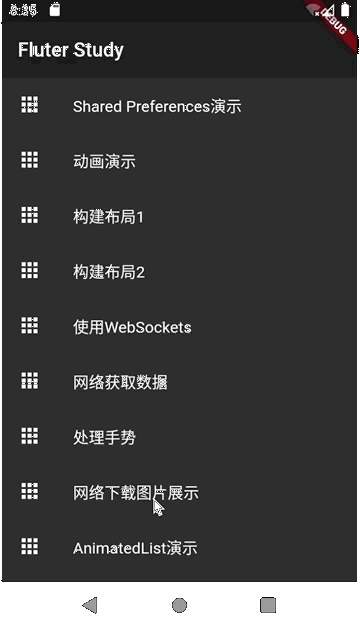 DEBUG
Fluter Study
Shared Preferences演示
动画演示
构建布局1
构建布局2
使用WebSockets
网络获取数据
处理手势
网络下载图片展示
AnimatedList演示